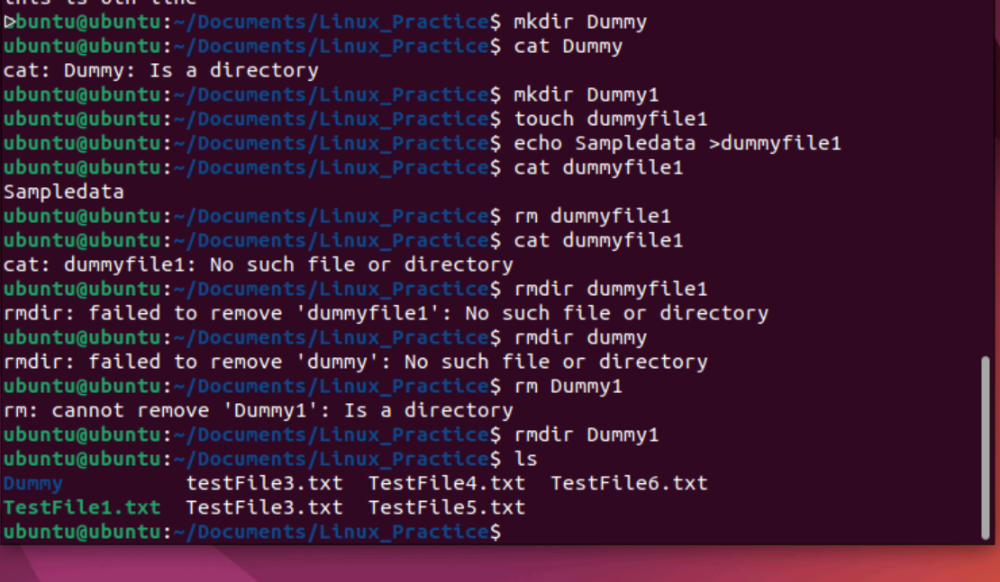 ubuntu@ubuntu:~/Documents/Linux_Practice$ mkdir Dummy
ubuntu@ubuntu:~/Documents/Linux_Practice$ cat Dummy
cat: Dummy: Is a directory
ubuntu@ubuntu:~/Documents/Linux_Practice$ mkdir Dummy1
ubuntu@ubuntu:~/Documents/Linux_Practice$ touch dummyfile1
ubuntu@ubuntu:~/Documents/Linux_Practice$ echo Sampledata >dummyfile1
ubuntu@ubuntu:~/Documents/Linux_Practice$ cat dummyfile1
Sampledata
ubuntu@ubuntu:~/Documents/Linux_Practice$ rm dummyfile1
ubuntu@ubuntu:~/Documents/Linux_Practice$ cat dummyfile1
cat: dummyfile1: No such file or directory
ubuntu@ubuntu:~/Documents/Linux_Practice$ rmdir dummyfile1
rmdir: failed to remove 'dummyfile1': No such file or directory
ubuntu@ubuntu:~/Documents/Linux_Practice$ rmdir dummy
rmdir: failed to remove 'dummy': No such file or directory
ubuntu@ubuntu:~/Documents/Linux_Practice$ rm Dummy1
rm: cannot remove 'Dummy1': Is a directory
ubuntu@ubuntu:~/Documents/Linux_Practice$ rmdir Dummy1
ubuntu@ubuntu:~/Documents/Linux_Practice$ ls
Dummy testFile3.txt TestFile4.txt TestFile6.txt
TestFile1.txt TestFile3.txt TestFile5.txt
ubuntu@ubuntu:~/Documents/Linux_Practice$